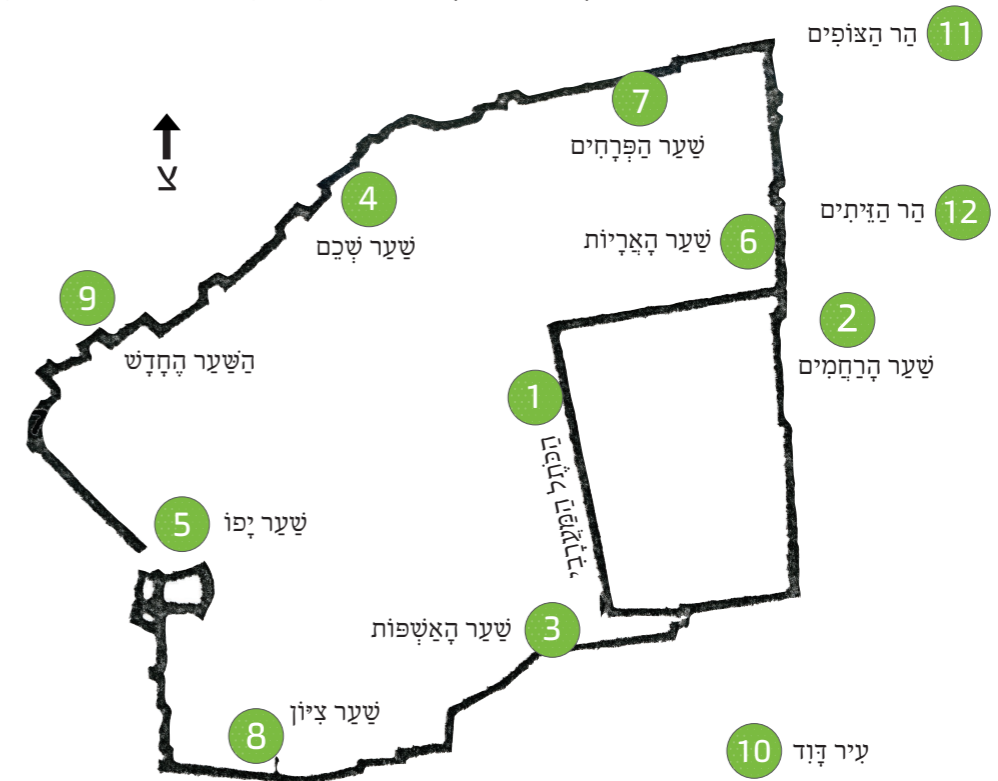 11 הַר הַצּוֹפִים
7
שַׁעַר הַפְּרָחִים
צ
4
שַׁעַר שְׁכֵם
12 הַר הַזֵּיתִים
6 שַׁעַר הָאֲרָיוֹת
9
הַשַּׁעַר הֶחָדָשׁ
2
שַׁעַר הָרַחֲמִים
1
הַכֹּתֶל הַמַּעֲרָבִי
5 שַׁעַר יָפוֹ
3 שַׁעַר הָאַשְׁפּוֹת
8 שַׁעַר צִיּוֹן
10 עִיר דָּוִד